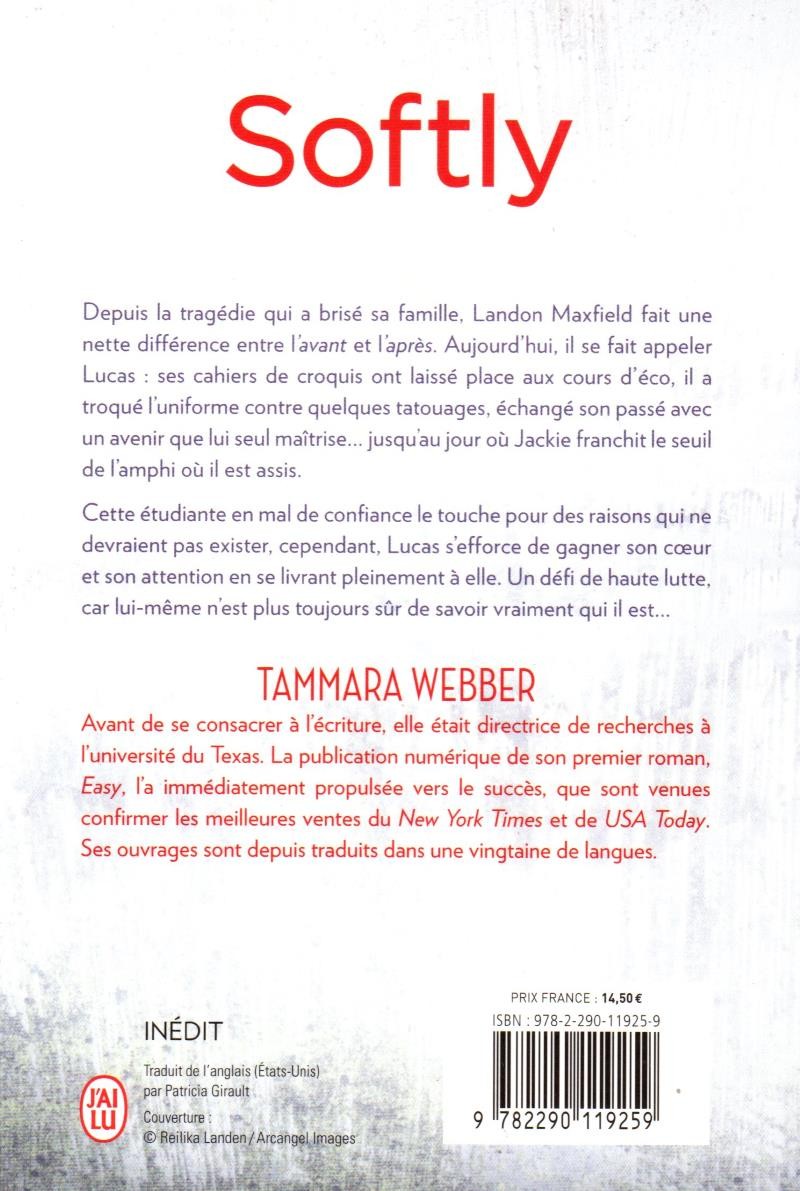 Softly
Depuis la tragédie qui a brisé sa famille, Landon Maxfield fait une
nette différence entre l'avant et l'après. Aujourd'hui, il se fait appeler
Lucas : ses cahiers de croquis ont laissé place aux cours d'éco, il a
troqué l'uniforme contre quelques tatouages, échangé son passé avec
un avenir que lui seul maîtrise... jusqu'au jour où Jackie franchit le seuil
de l'amphi où il est assis.
Cette étudiante en mal de confiance le touche pour des raisons qui ne
devraient pas exister, cependant, Lucas s'efforce de gagner son cœur
et son attention en se livrant pleinement à elle. Un défi de haute lutte,
car lui-même n'est plus toujours sûr de savoir vraiment qui il est...
TAMMARA WEBBER
Avant de se consacrer à l'écriture, elle était directrice de recherches à
l'université du Texas. La publication numérique de son premier roman,
Easy, l'a immédiatement propulsée vers le succès, que sont venues
confirmer les meilleures ventes du New York Times et de USA Today.
Ses ouvrages sont depuis traduits dans une vingtaine de langues.
INÉDIT
Traduit de l'anglais (États-Unis)
par Patricia Girault
Couverture :
© Reilika Landen / Arcangel Images
J'AI
LU
PRIX FRANCE : 14,50 €
ISBN : 978-2-290-11925-9
9 782290 119259